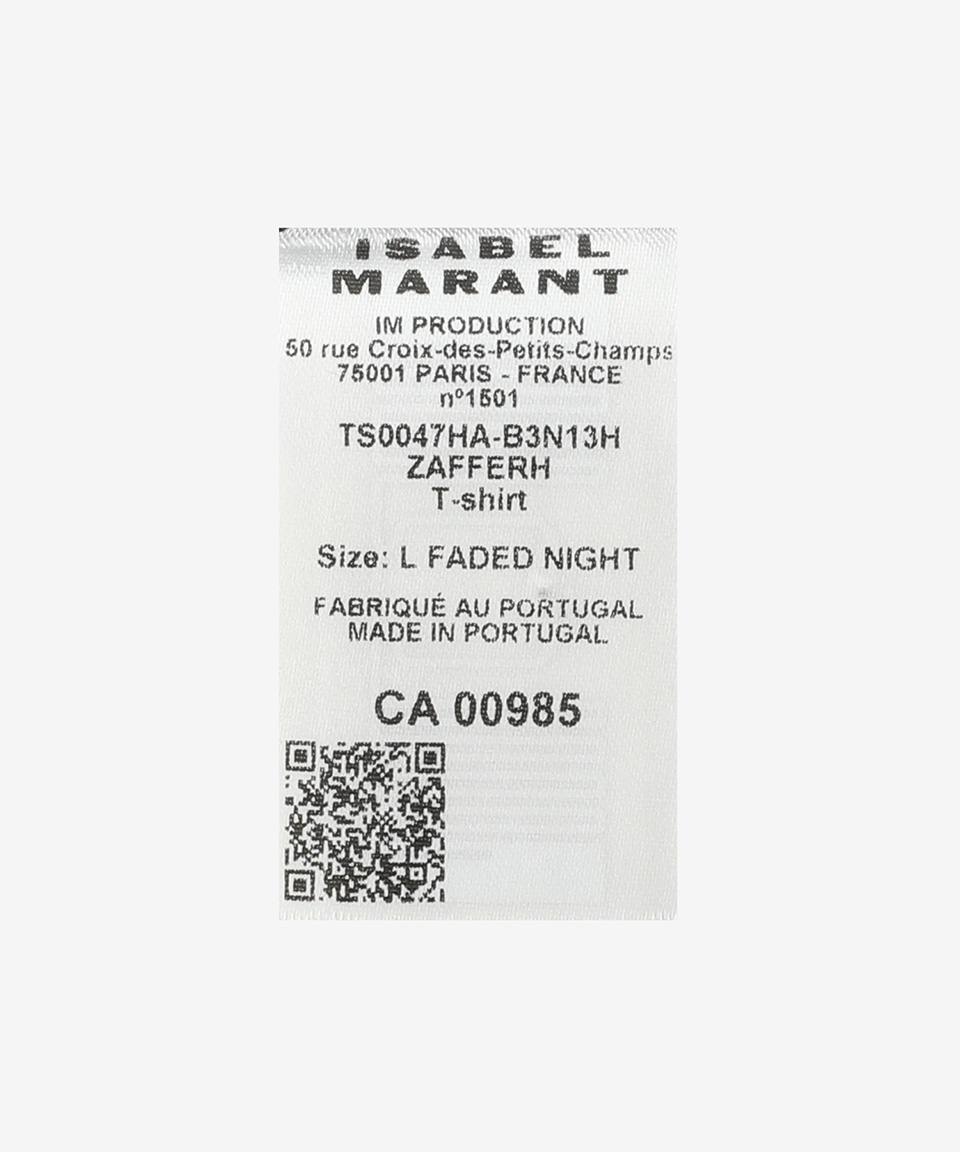 ISABEL
MARANT
IM PRODUCTION
50 rue Croix-des-Petits-Champs
75001 PARIS - FRANCE
nº1501
TS0047HA-B3N13H
ZAFFERH
T-shirt
Size: L FADED NIGHT
FABRIQUÉ AU PORTUGAL
MADE IN PORTUGAL
CA 00985